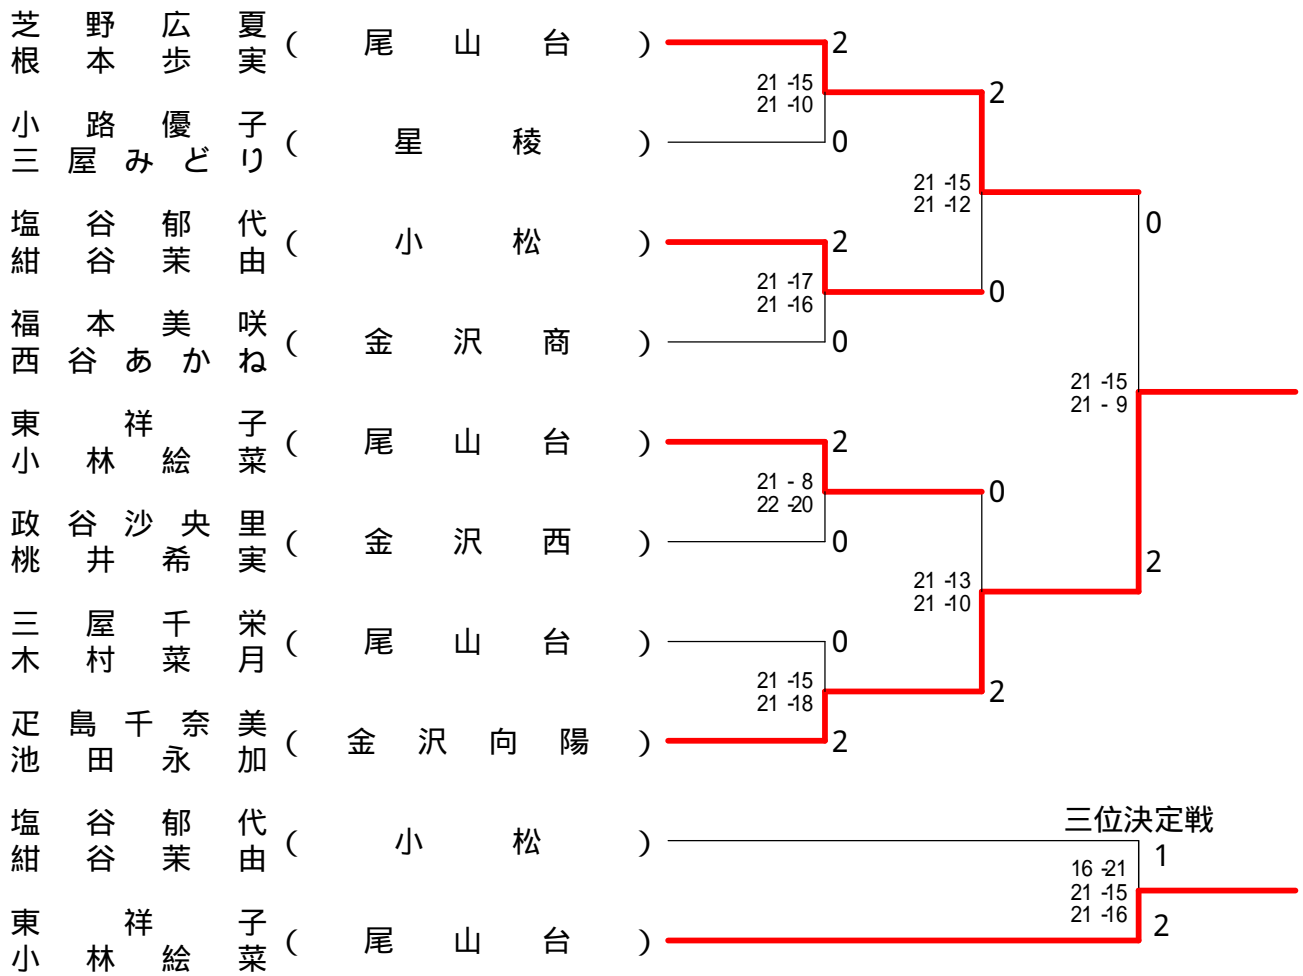 芝野広夏
根本歩実
(尾山台)
2
21 -15
21 -10
2
小路優子
三屋みどり
(星稜)
0
21 -15
21 -12
0
塩谷郁代
紺谷茉由
(小松)
2
21 -17
21 -16
0
福本美咲
西谷あかね
(金沢商)
0
21 -15
21 - 9
東祥子
小林絵菜
(尾山台)
2
21 - 8
22 -20
0
政谷沙央里
桃井希実
(金沢西)
0
21 -13
21 -10
2
三屋千栄
木村菜月
(尾山台)
0
21 -15
21 -18
2
疋島千奈美
池田永加
(金沢向陽)
2
三位決定戦
塩谷郁代
紺谷茉由
(小松)
1
16 -21
21 -15
21 -16
東祥子
小林絵菜
(尾山台)
2